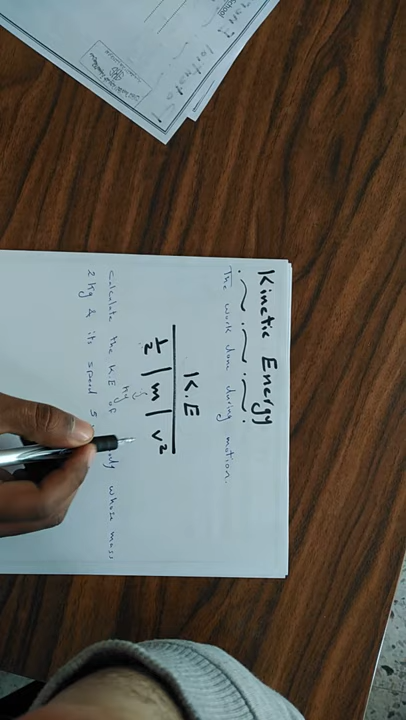 Kinetic Energy
The work done during motion.
K.E
1/2 | m | v²
kg
Calculate the K.E of body whose mass
2 kg & its speed 5